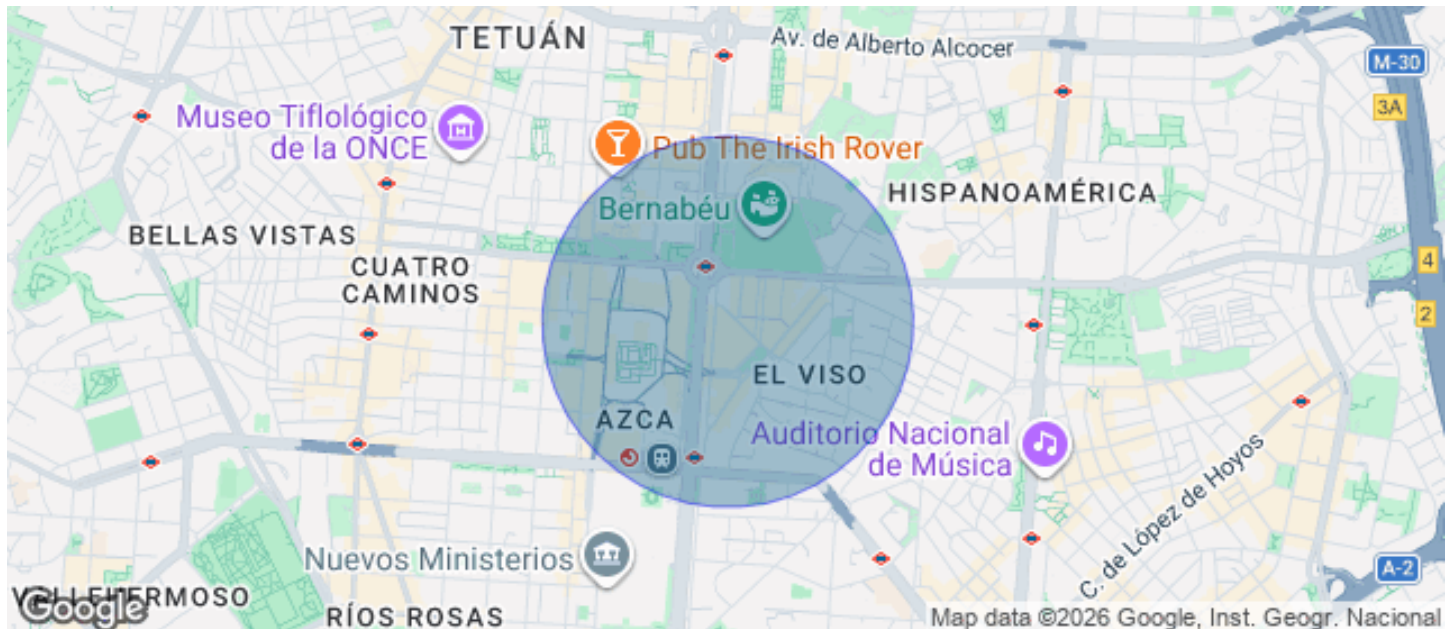 TETUÁN
Av. de Alberto Alcocer
M-30
3A
Museo Tiflológico
de la ONCE
Pub The Irish Rover
HISPANOAMÉRICA
Bernabéu
BELLAS VISTAS
CUATRO
CAMINOS
4
2
EL VISO
AZCA
Auditorio Nacional
de Música
C. de López de Hoyos
Nuevos Ministerios
A-2
VALLEHERMOSO
Google
RÍOS ROSAS
Map data ©2026 Google, Inst. Geogr. Nacional